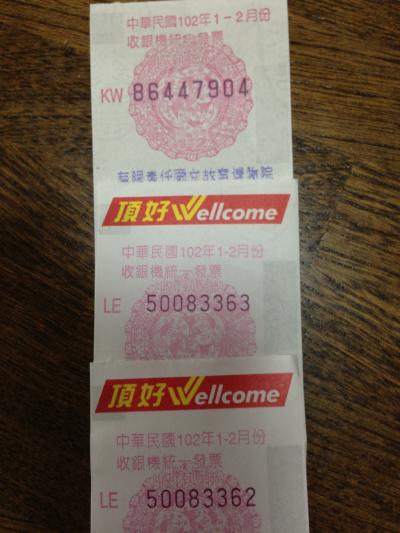 中華民國102年1-2月份
收銀機統一發票
KW 86447904
頂好Wellcome
中華民國102年1-2月份
收銀機統一發票
LE 50083363
頂好Wellcome
中華民國102年1-2月份
收銀機統一發票
LE 50083362